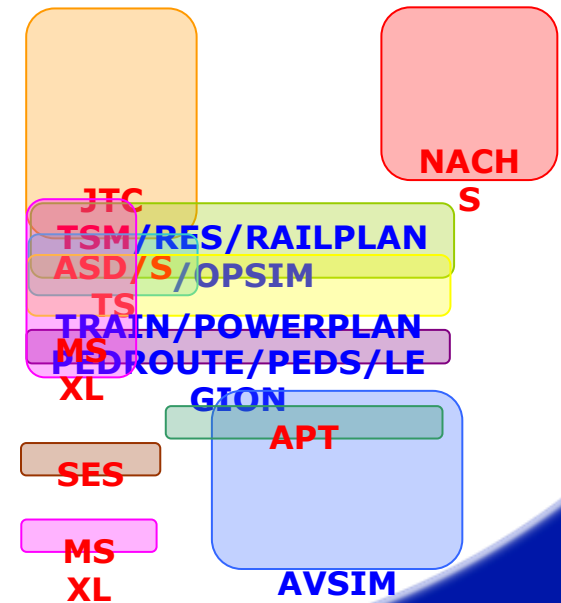 NACH
S
JTC
TSM/RES/RAILPLAN
/OPSIM
ASD/S
TS
TRAIN/POWERPLAN
MS
XL
PEDROUTE/PEDS/LE
GION
APT
SES
MS
XL
AVSIM